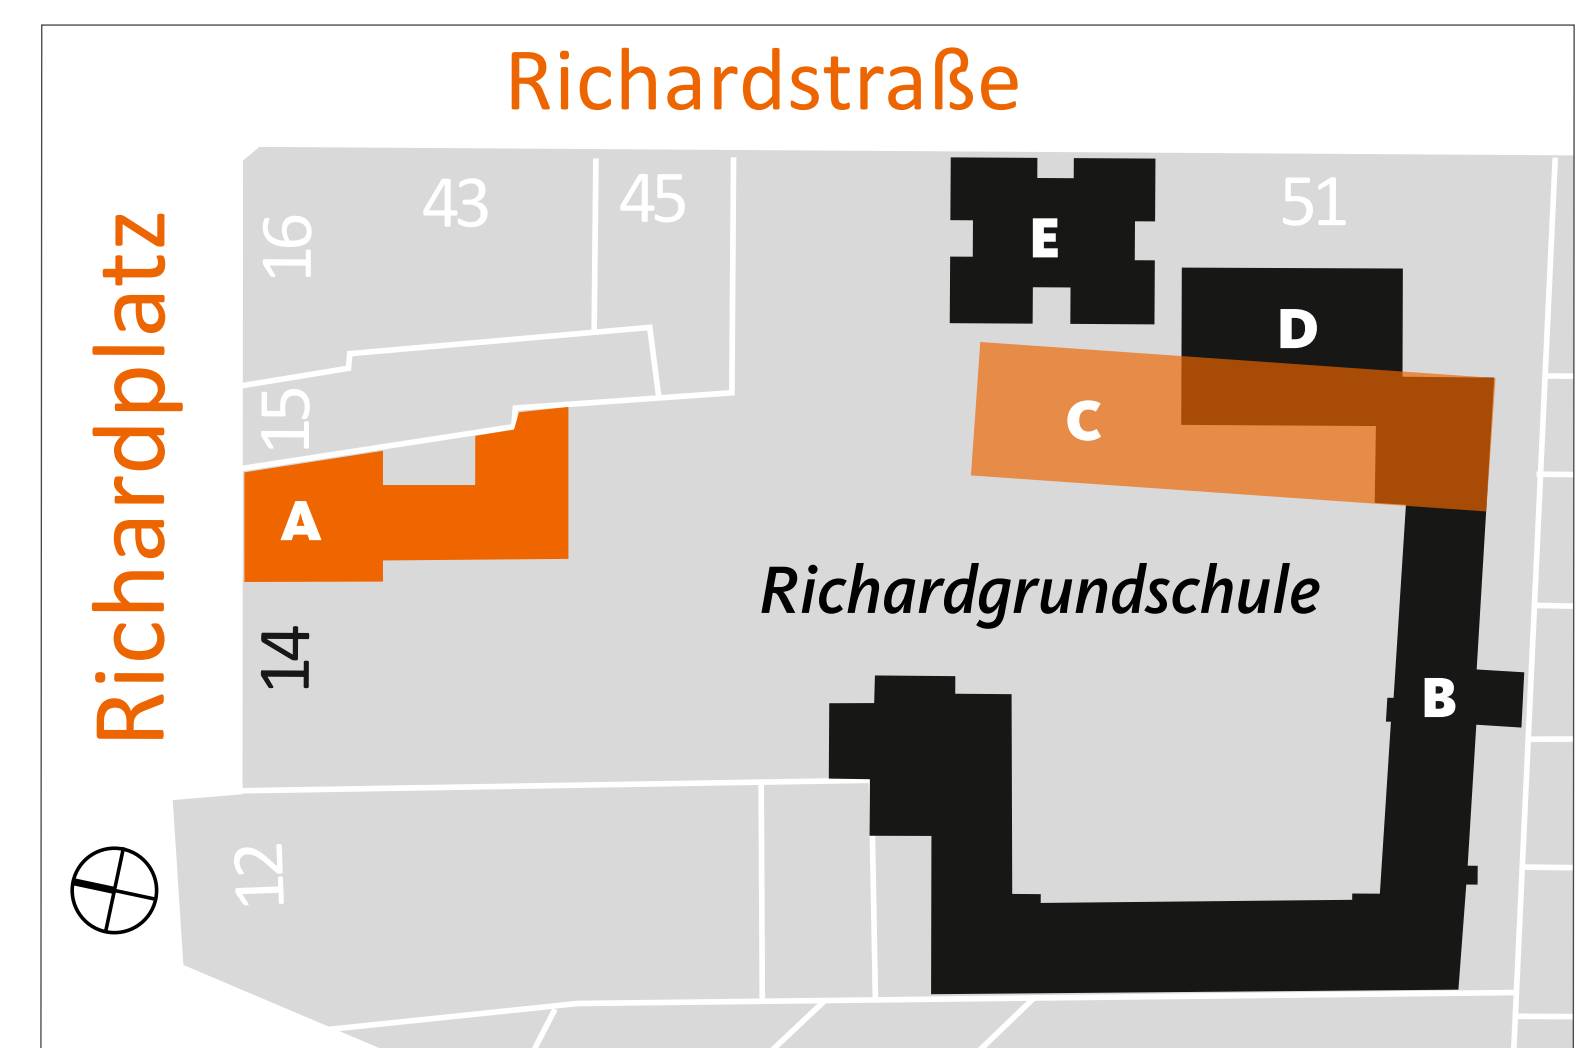 Richardstraße
43
45
51
16
E
D
Richardplatz
15
C
A
Richardgrundschule
14
B
12